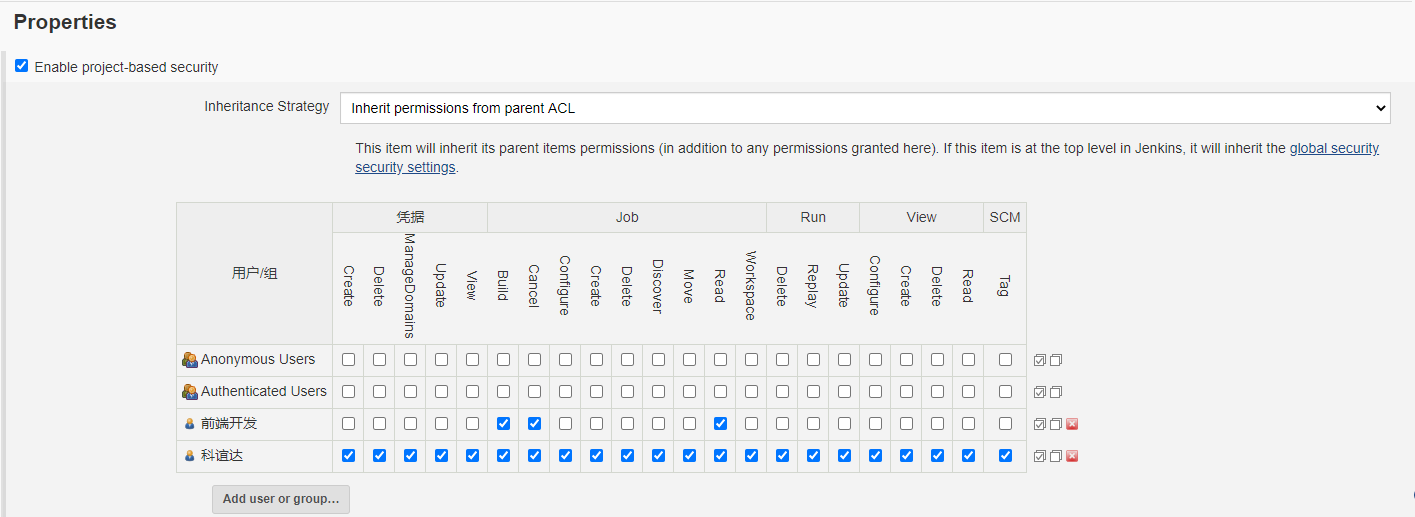 Properties
Enable project-based security
Inheritance Strategy
Inherit permissions from parent ACL
This item will inherit its parent items permissions (in addition to any permissions granted here). If this item is at the top level in Jenkins, it will inherit the global security
security settings.
用户/组 凭据 Job Run View SCM
Create Delete ManageDomains Update View Build Cancel Configure Create Delete Discover Move Read Workspace Delete Replay Update Configure Create Delete Read Tag
Anonymous Users
Authenticated Users
前端开发
科谊达
Add user or group...